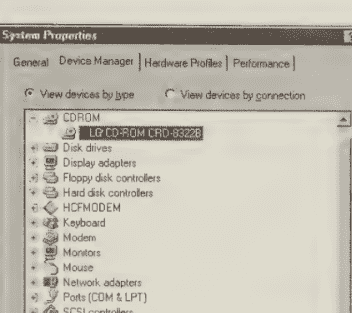 System Properties
General Device Manager Hardware Profiles Performance
View devices by type View devices by connection
CDROM
LG CD-ROM CRD-8322B
Disk drives
Display adapters
Floppy disk controllers
Hard disk controllers
HCFMODEM
Keyboard
Modem
Monitors
Mouse
Network adapters
Ports (COM & LPT)
SCSI controllers